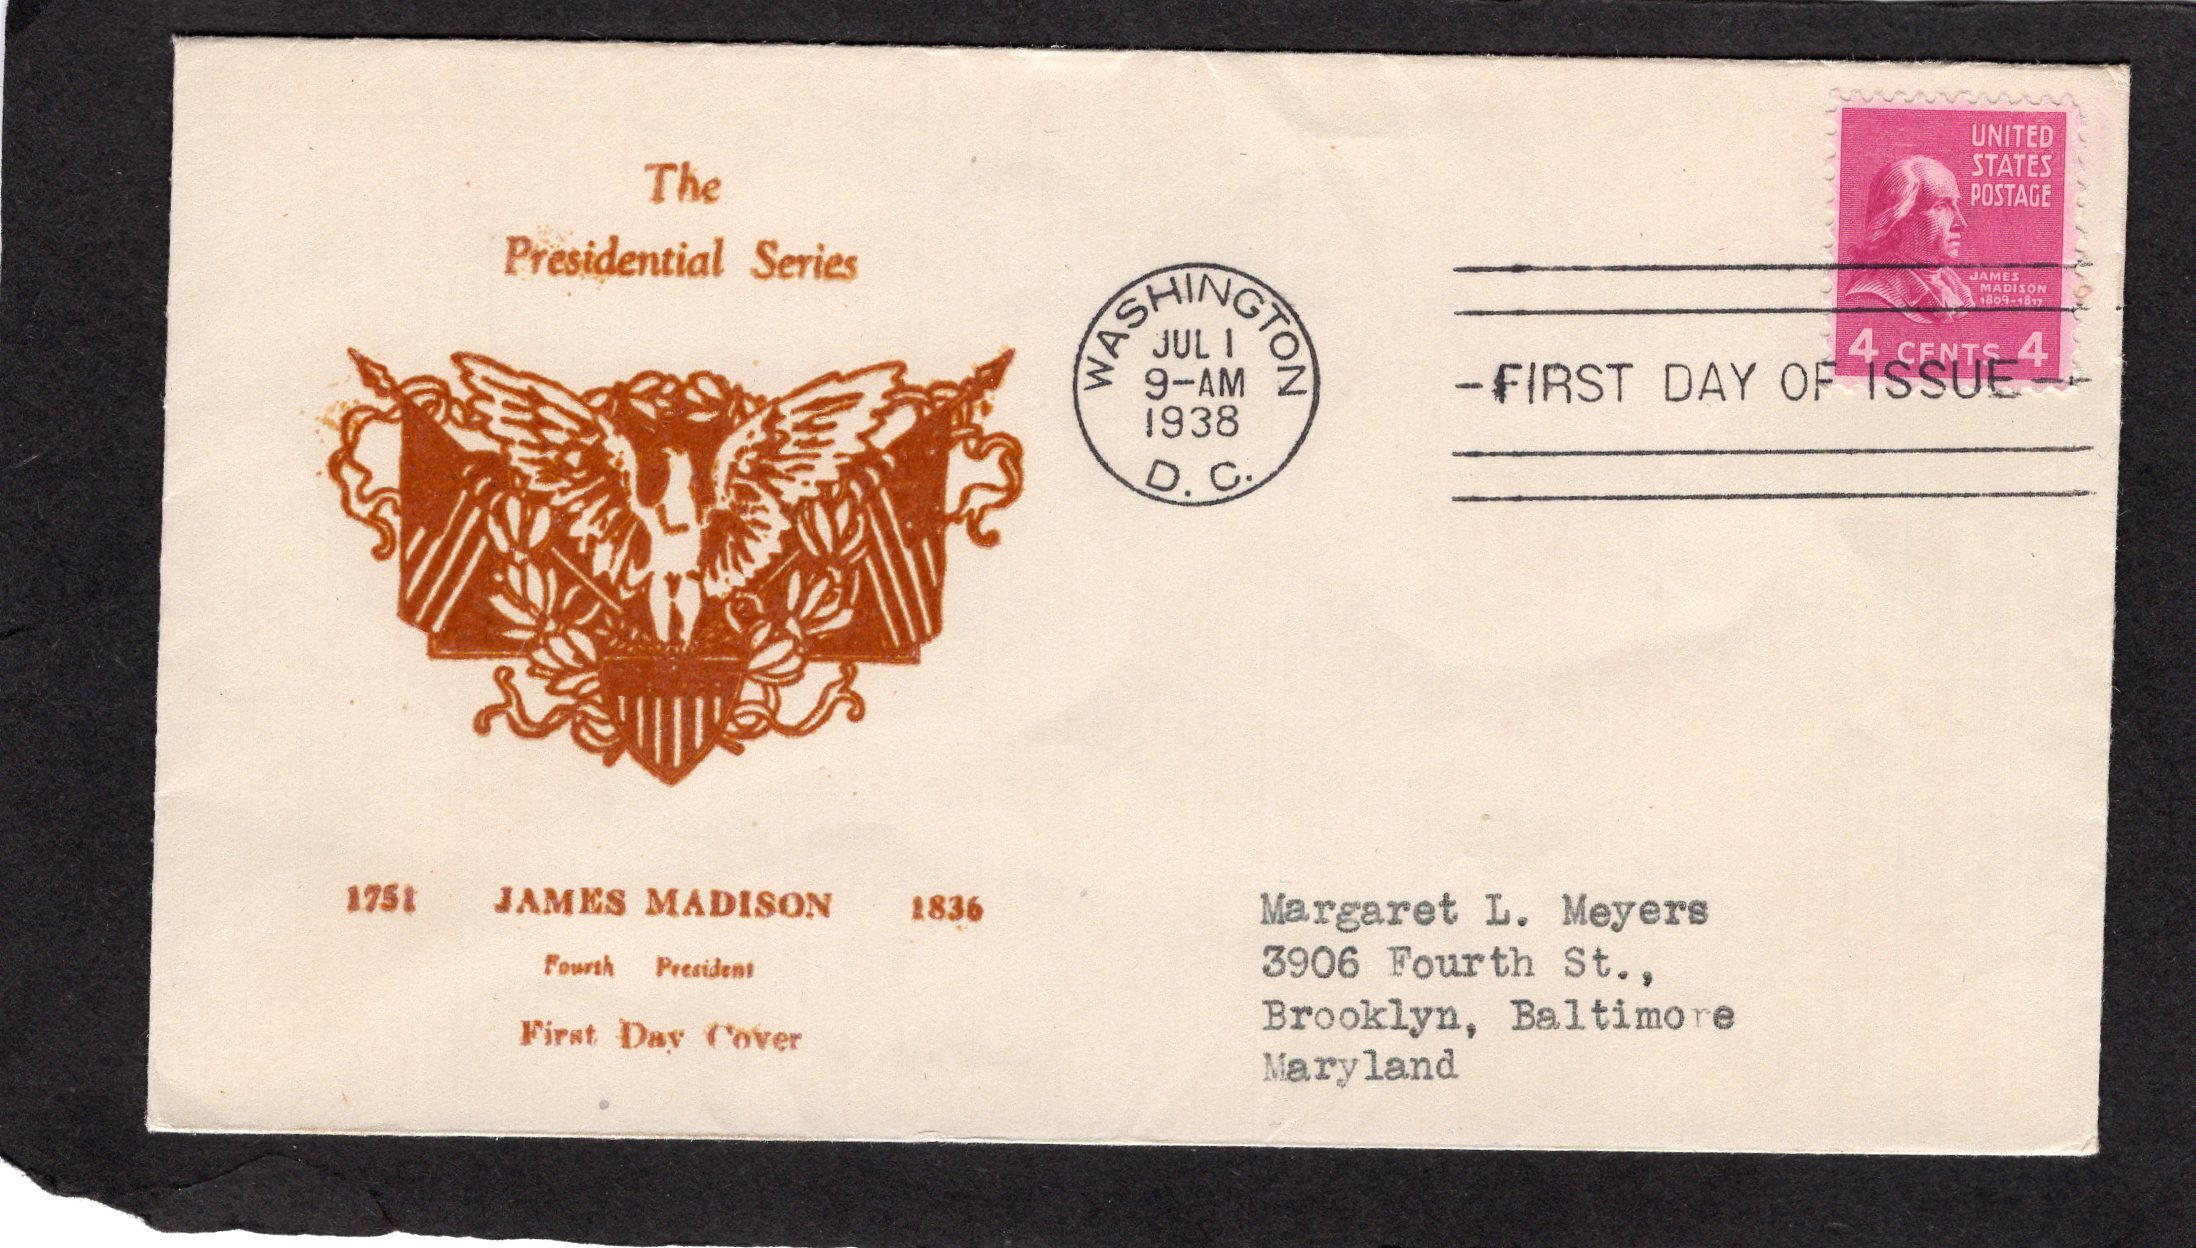 The
Presidential Series
1751 JAMES MADISON 1836
Fourth President
First Day Cover
WASHINGTON
JUL 1
9-AM
1938
D. C.
UNITED
STATES
POSTAGE
JAMES
MADISON
1809-1817
4 CENTS 4
-FIRST DAY OF ISSUE-
Margaret L. Meyers
3906 Fourth St.,
Brooklyn, Baltimore
Maryland